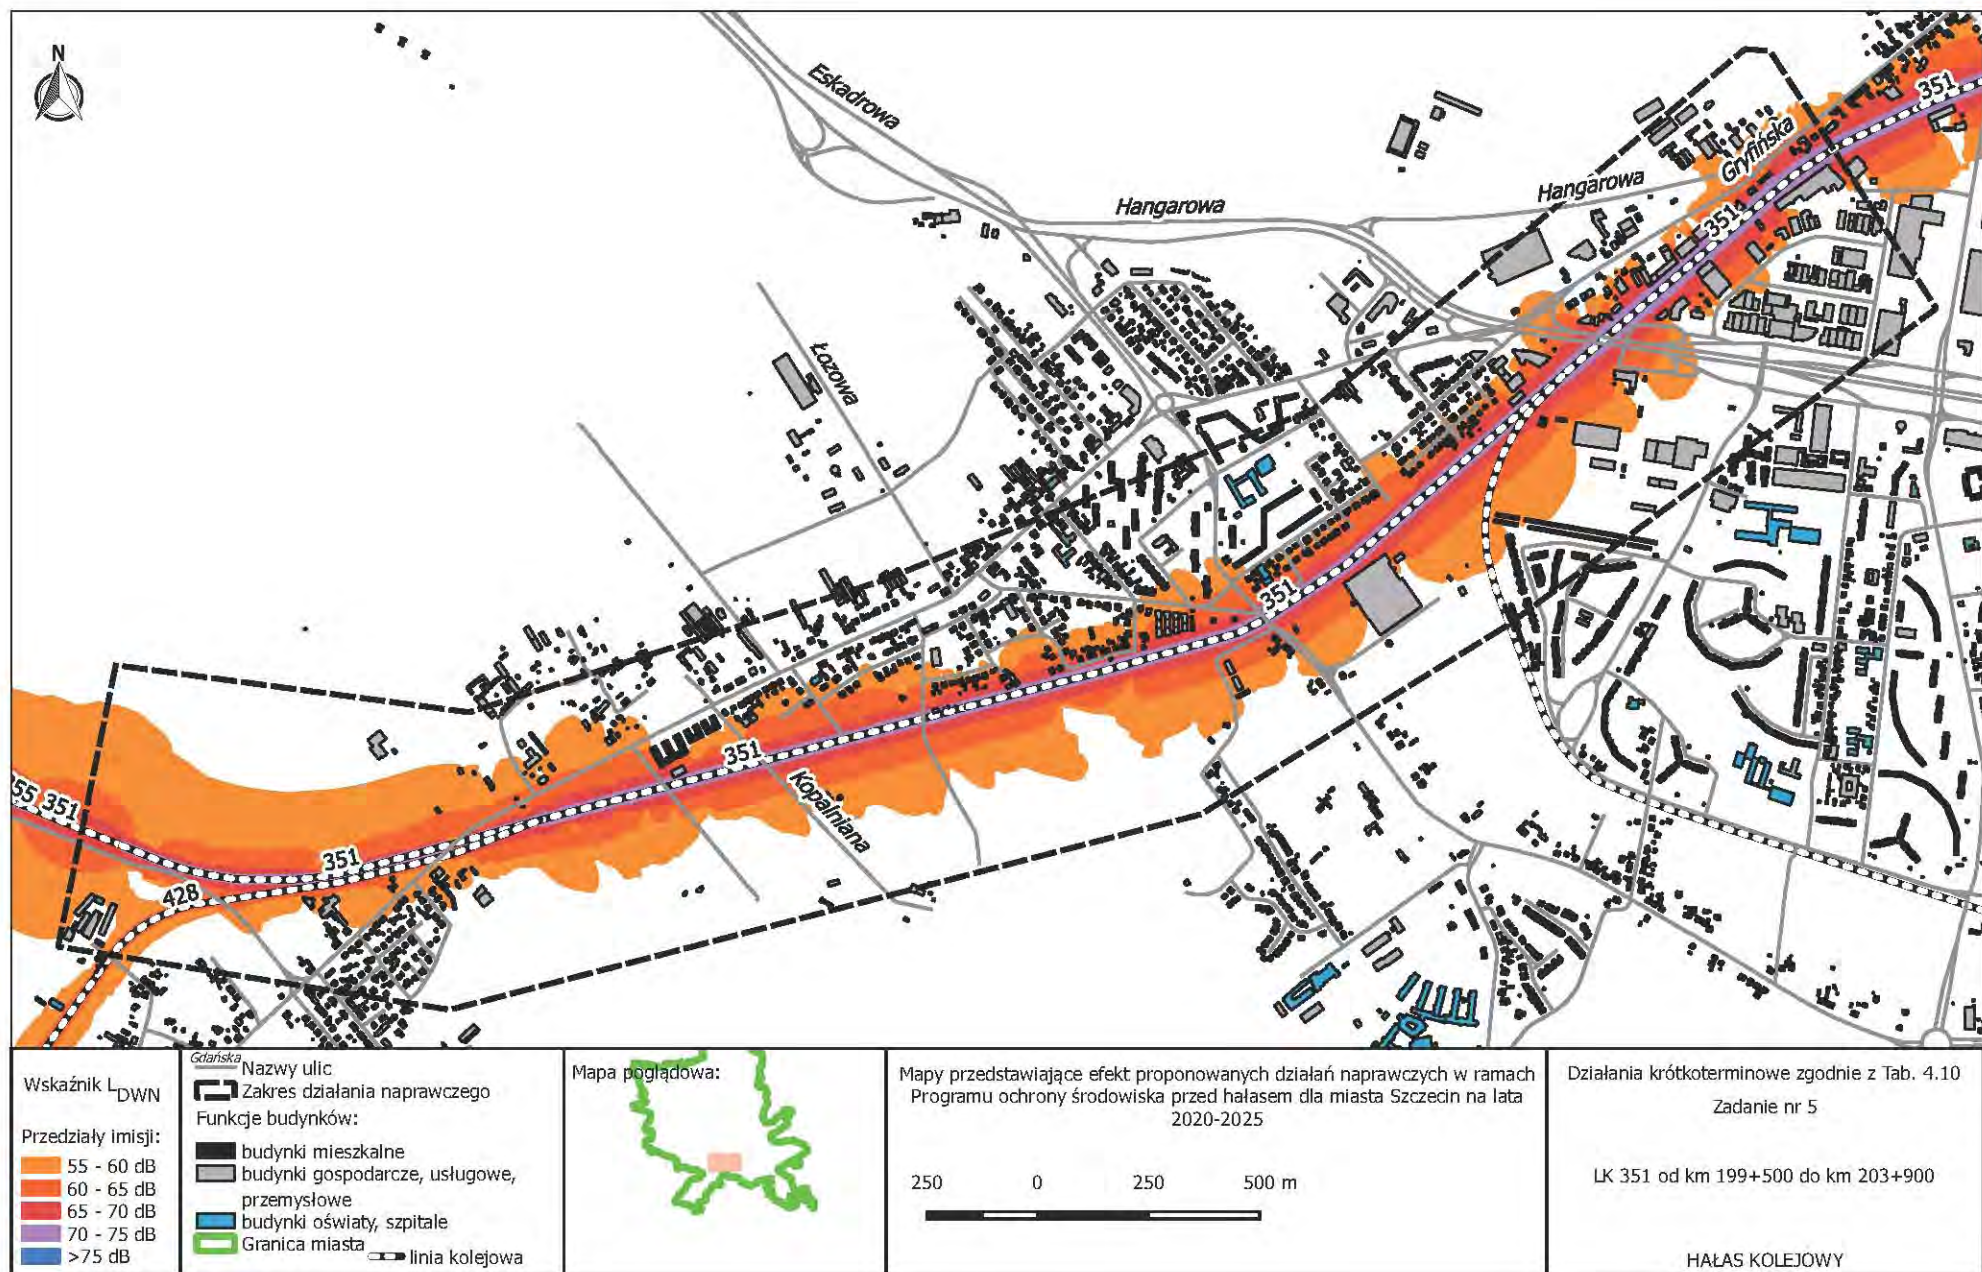 N
Eskadrowa
Hangarowa
Hangarowa
Gryfińska
351
351
Łozowa
351
351
Kopalniana
351
351
428
Wskaźnik LDWN
Przedziały imisji:
55 - 60 dB
60 - 65 dB
65 - 70 dB
70 - 75 dB
>75 dB
Gdańska
Nazwy ulic
Zakres działania naprawczego
Funkcje budynków:
budynki mieszkalne
budynki gospodarcze, usługowe,
przemysłowe
budynki oświaty, szpitale
Granica miasta
linia kolejowa
Mapa poglądowa:
Mapy przedstawiające efekt proponowanych działań naprawczych w ramach
Programu ochrony środowiska przed hałasem dla miasta Szczecin na lata
2020-2025
250 0 250 500 m
Działania krótkoterminowe zgodnie z Tab. 4.10
Zadanie nr 5
LK 351 od km 199+500 do km 203+900
HAŁAS KOLEJOWY